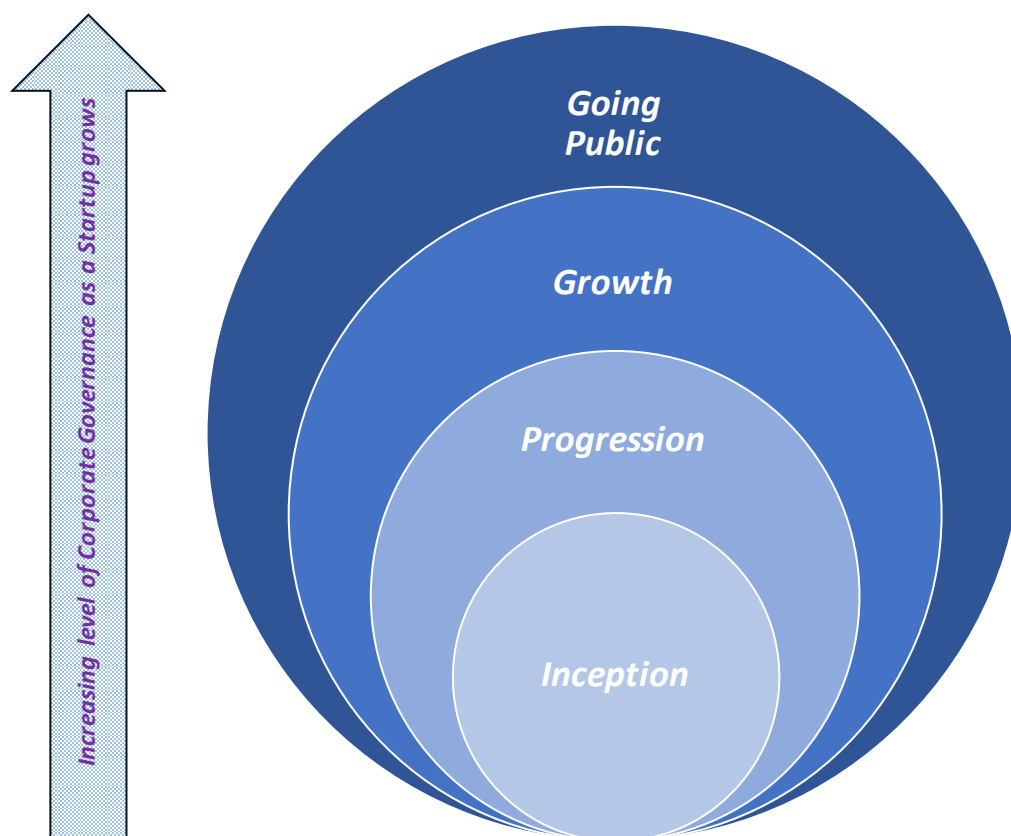 Increasing level of Corporate Governance as a Startup grows
Going
Public
Growth
Progression
Inception